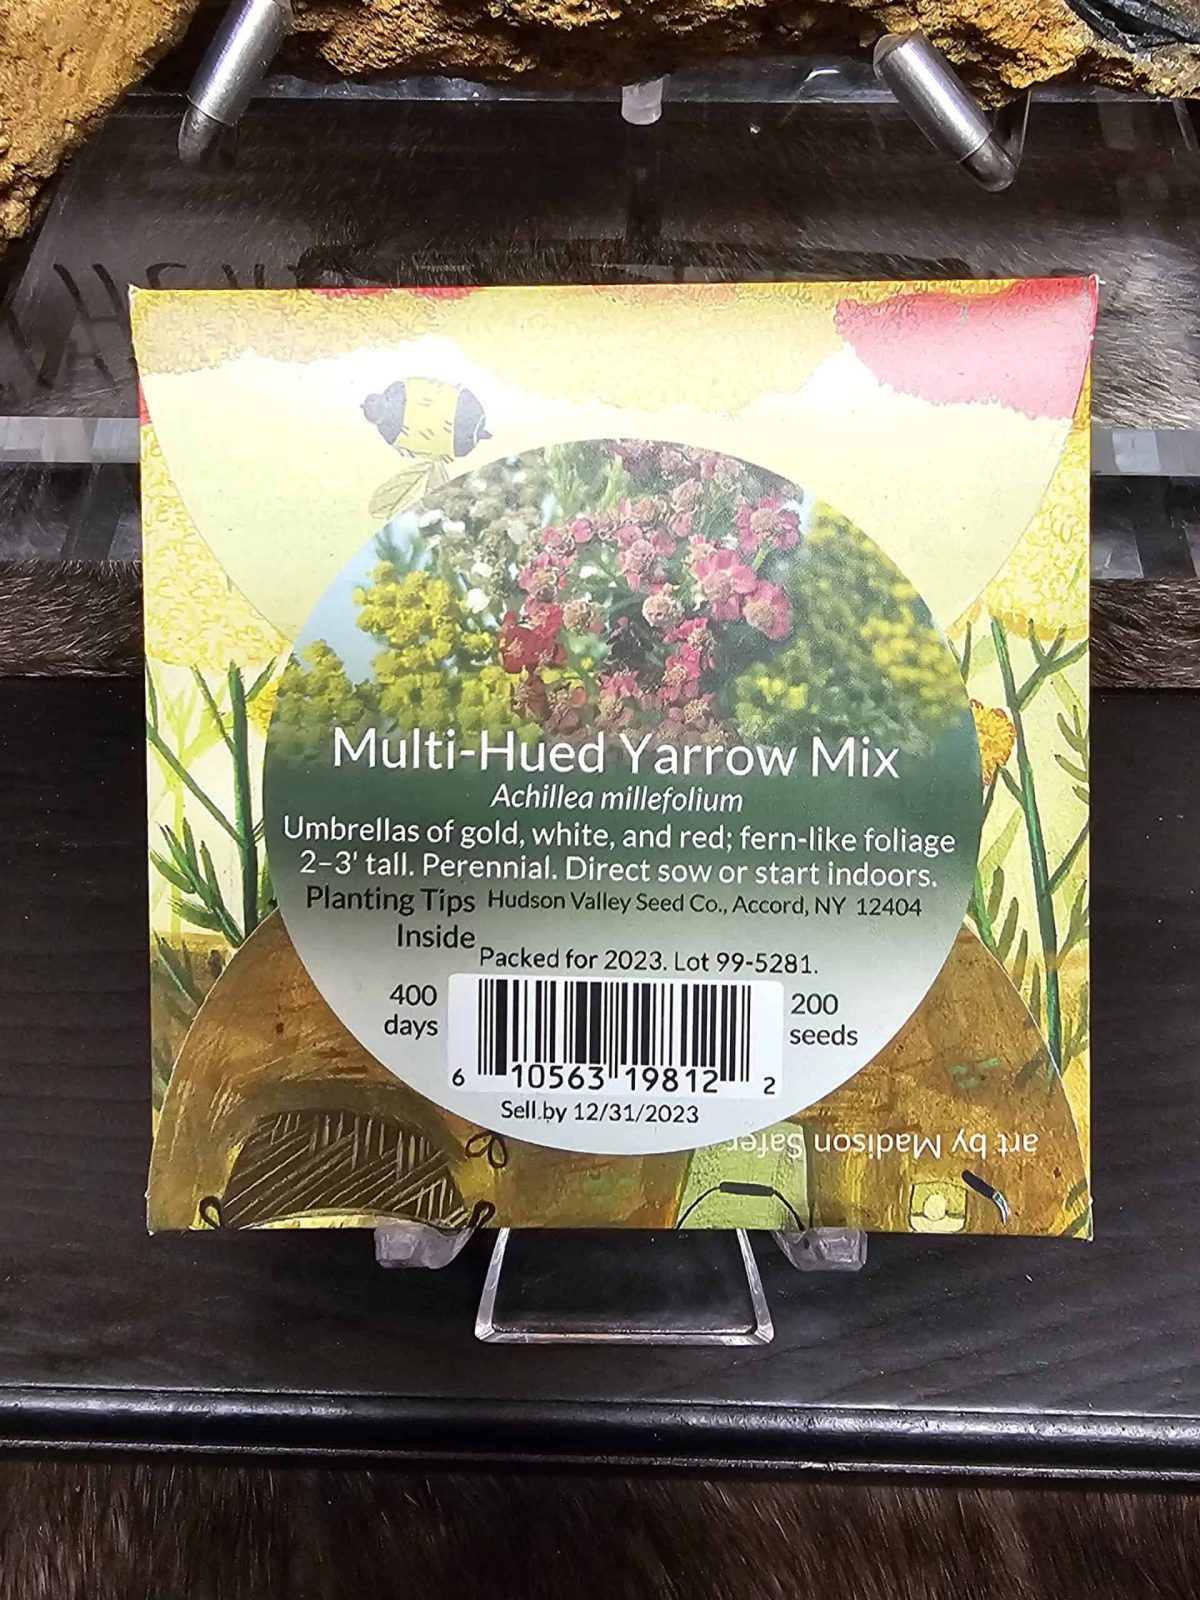 Multi-Hued Yarrow Mix
Achillea millefolium
Umbrellas of gold, white, and red; fern-like foliage
2–3' tall. Perennial. Direct sow or start indoors.
Planting Tips Hudson Valley Seed Co., Accord, NY 12404
Inside
Packed for 2023. Lot 99-5281.
400
days
200
seeds
6 10563 19812 2
Sell by 12/31/2023
art by Madison Safer